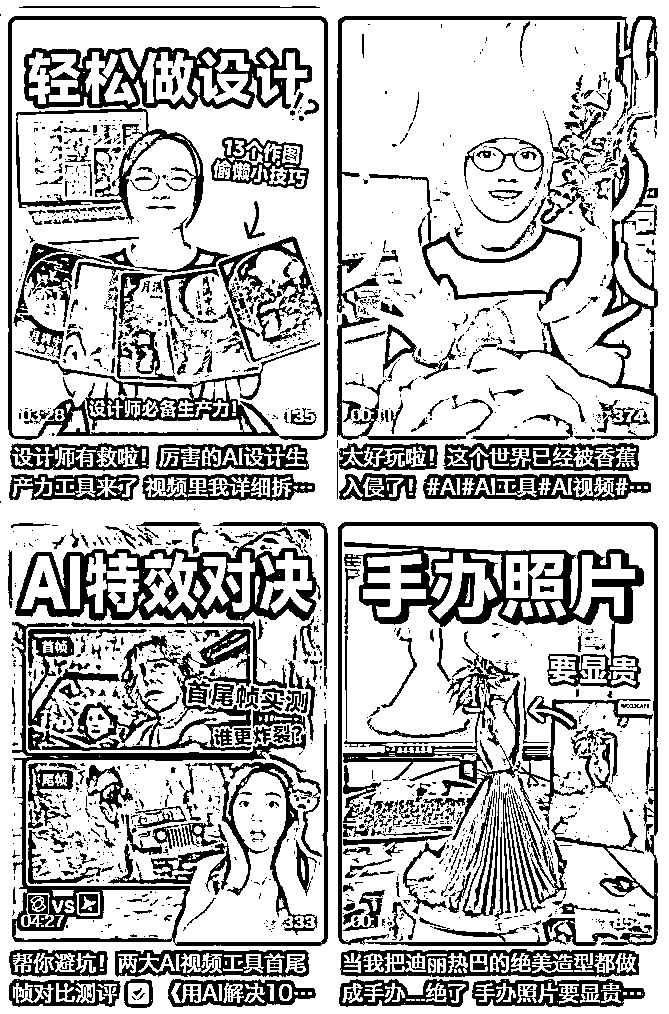 轻松做设计
13个作图
偷懒小技巧
月满
设计师必备生产力!
03:28
135
设计师有救啦！厉害的AI设计生
产力工具来了 视频里我详细拆…
00:11
374
太好玩啦！这个世界已经被香蕉
入侵了！#AI#AI工具#AI视频#…
AI特效对决
首帧
首尾帧实测
谁更炸裂?
尾帧
vs
04:27
333
帮你避坑！两大AI视频工具首尾
帧对比测评 《用AI解决10…
手办照片
要显贵
当我把迪丽热巴的绝美造型都做
成手办....绝了 手办照片要显贵…